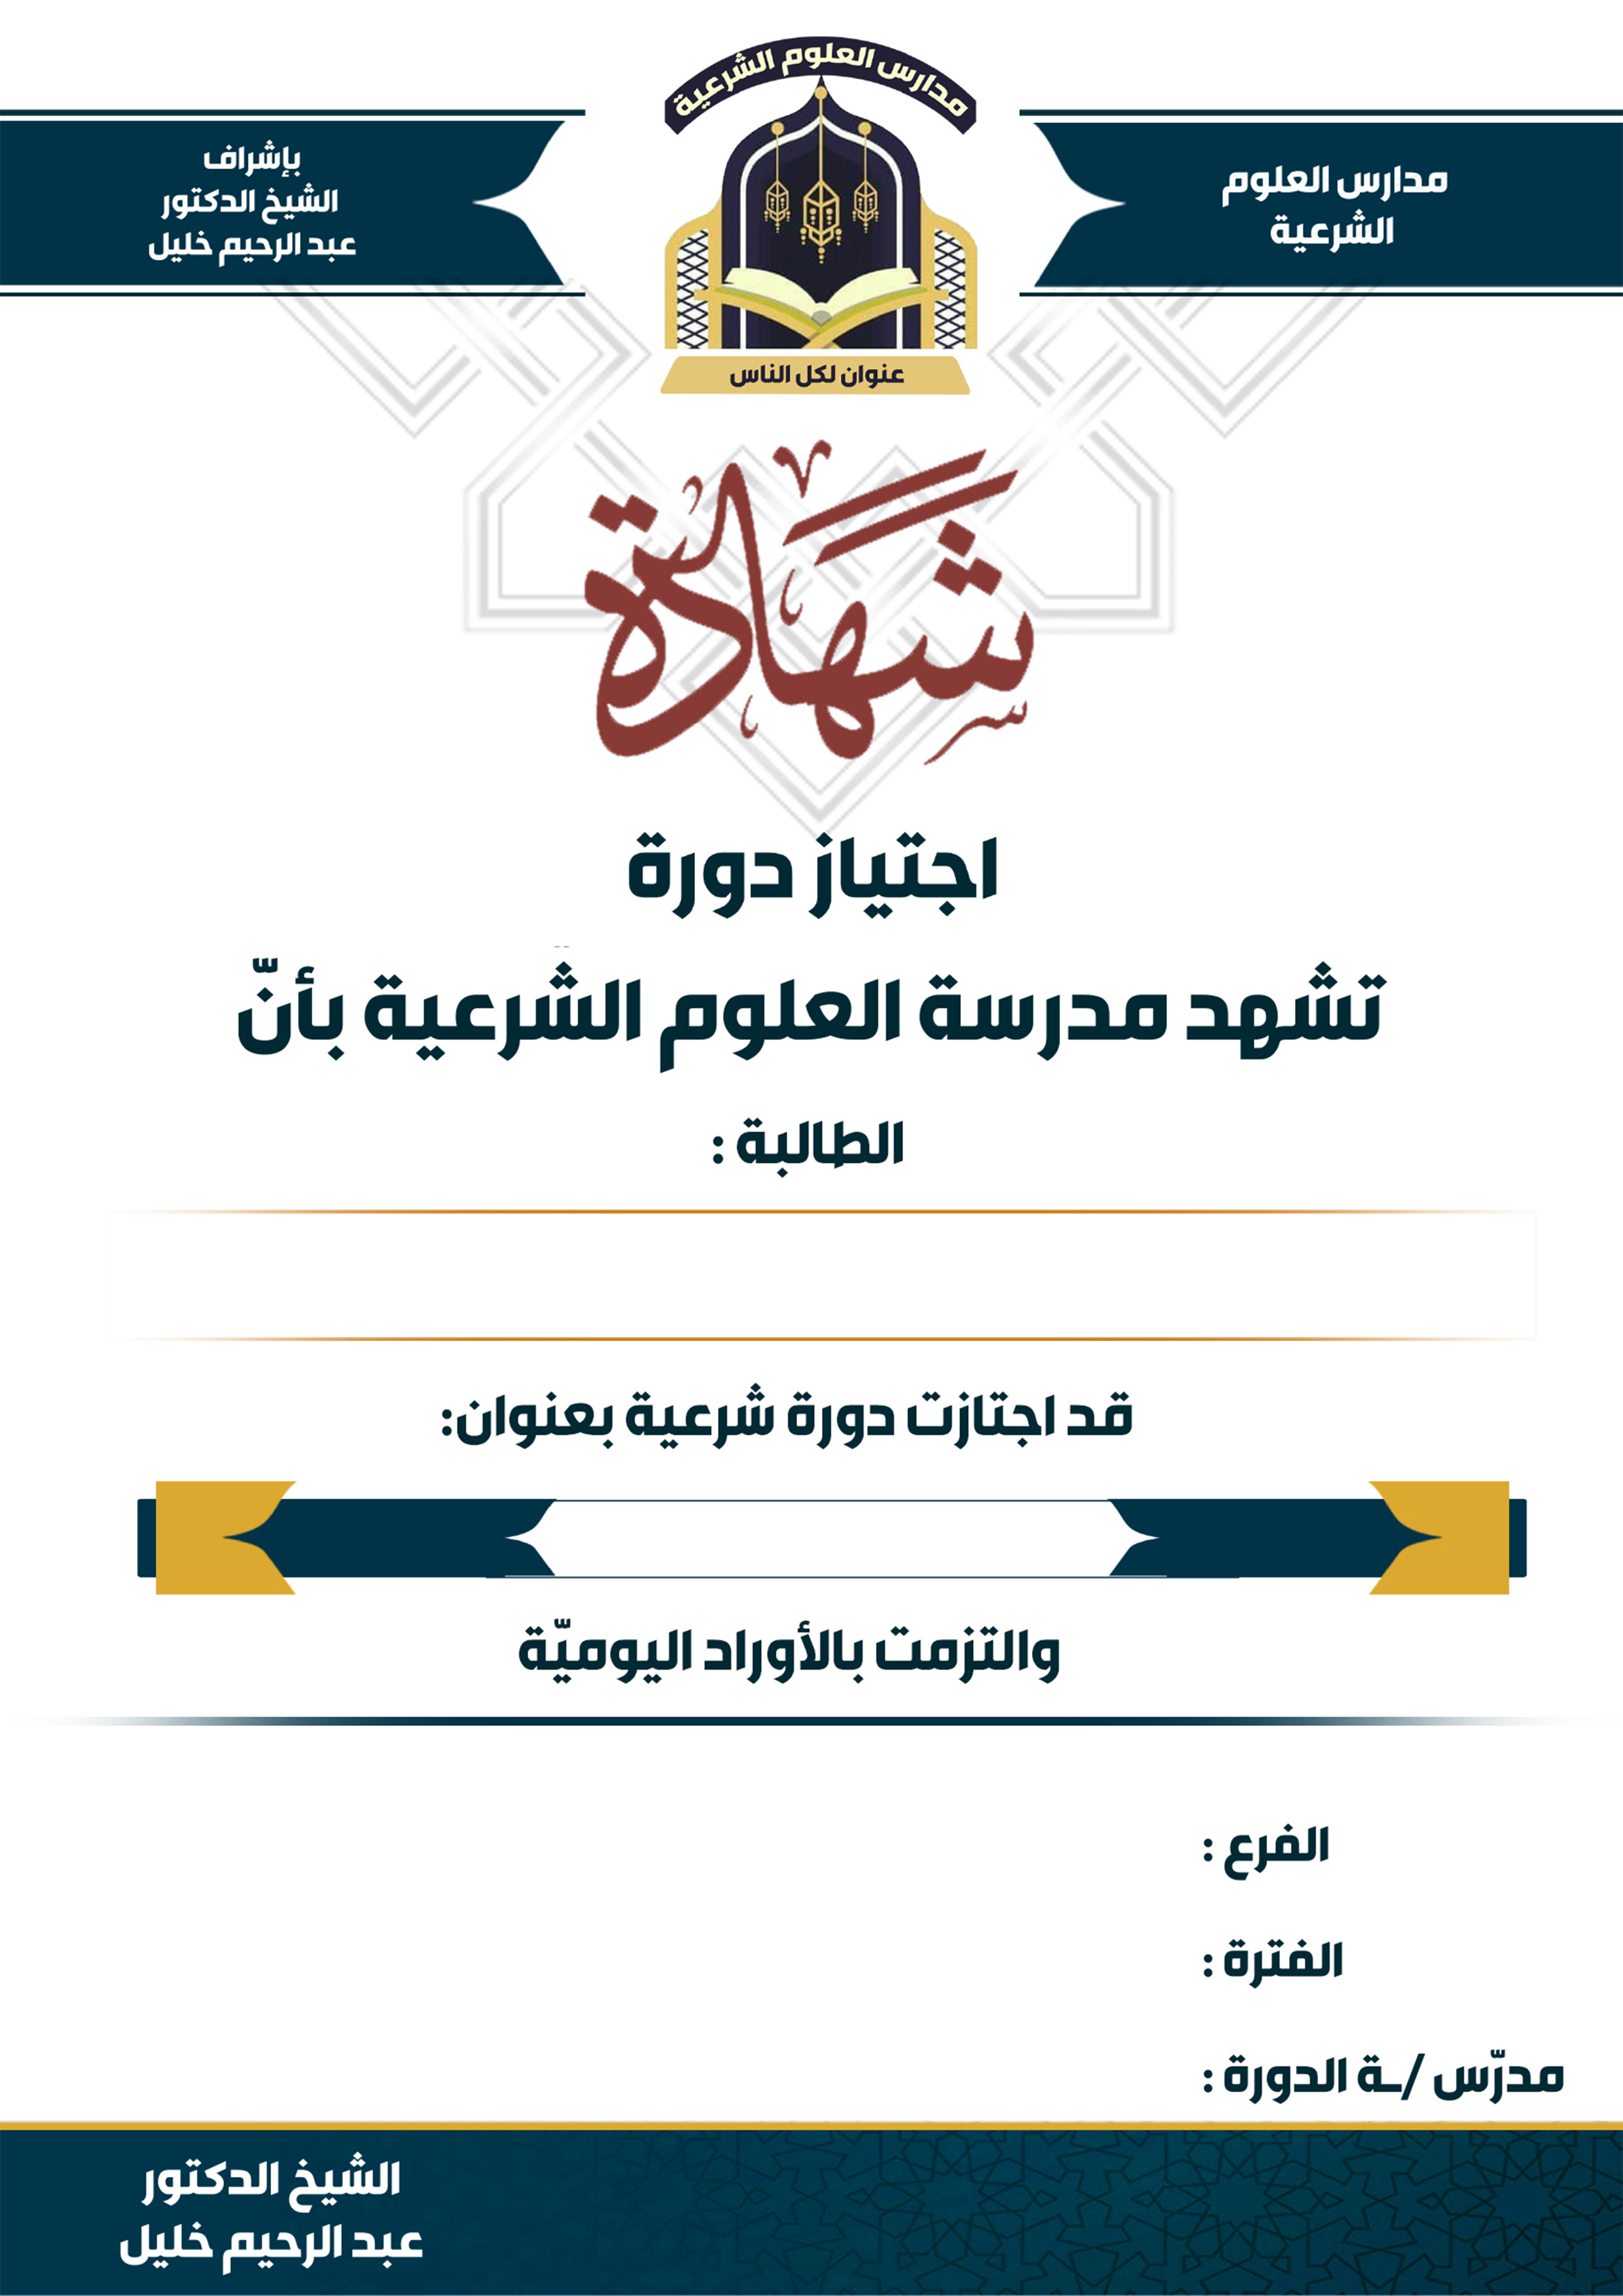 مدارس العلوم الشرعية
مدارس العلوم
الشرعية
بإشراف
الشيخ الدكتور
عبد الرحيم خليل
عنوان لكل الناس
شهادة
اجتياز دورة
تشهد مدرسة العلوم الشرعية بأنّ
الطالبة :
قد اجتازت دورة شرعية بعنوان:
والتزمت بالأوراد اليوميّة
الفرع :
الفترة :
مدرّس /ـة الدورة :
الشيخ الدكتور
عبد الرحيم خليل